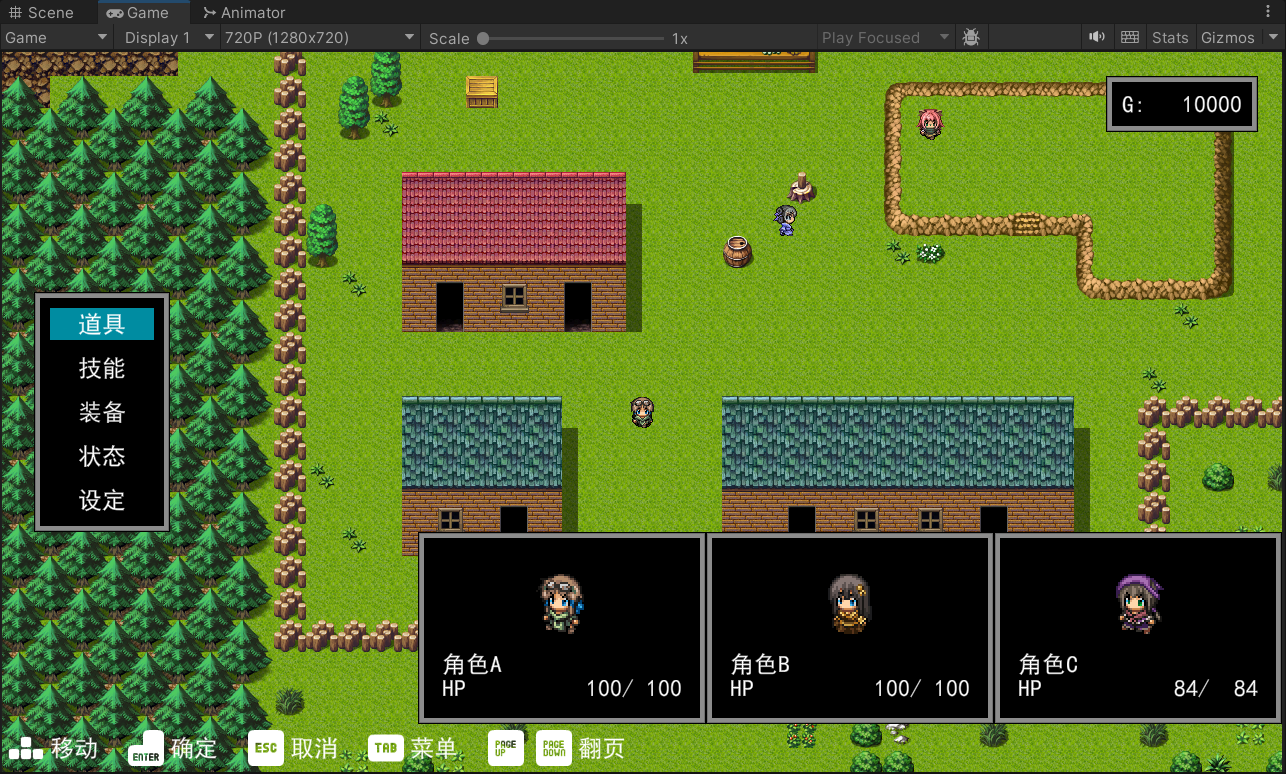 Scene Game Animator
Game Display 1 720P (1280x720) Scale 1x Play Focused Stats Gizmos
G: 10000
道具
技能
装备
状态
设定
角色A
HP 100/ 100
角色B
HP 100/ 100
角色C
HP 84/ 84
移动 ENTER 确定 ESC 取消 TAB 菜单 PAGE UP PAGE DOWN 翻页